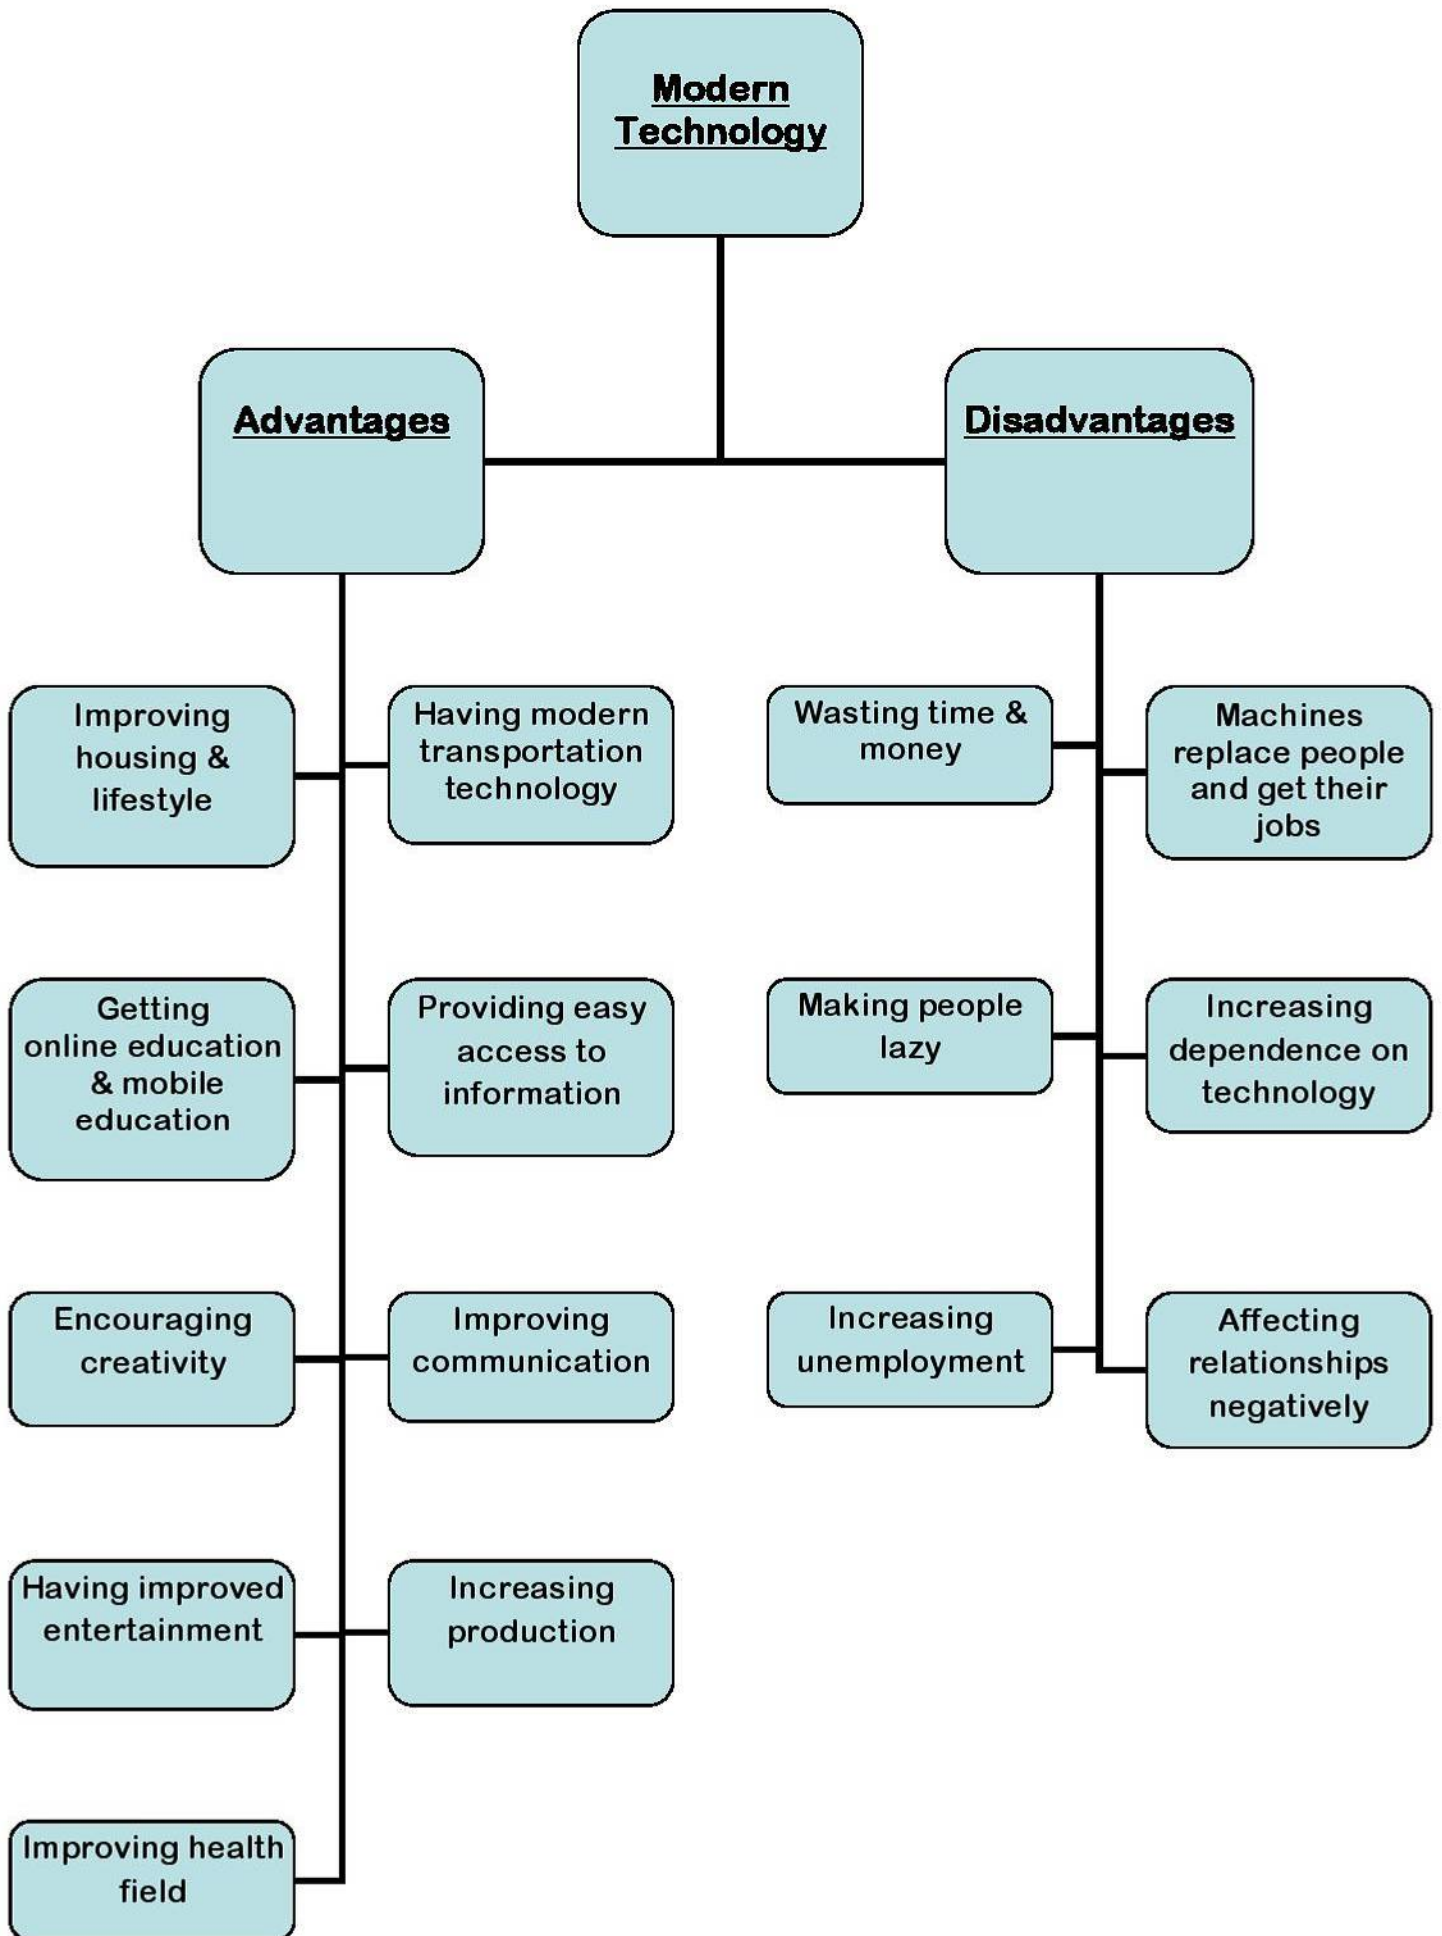 Modern
Technology
Advantages
Disadvantages
Improving
housing &
lifestyle
Having modern
transportation
technology
Wasting time &
money
Machines
replace people
and get their
jobs
Getting
online education
& mobile
education
Providing easy
access to
information
Making people
lazy
Increasing
dependence on
technology
Encouraging
creativity
Improving
communication
Increasing
unemployment
Affecting
relationships
negatively
Having improved
entertainment
Increasing
production
Improving health
field